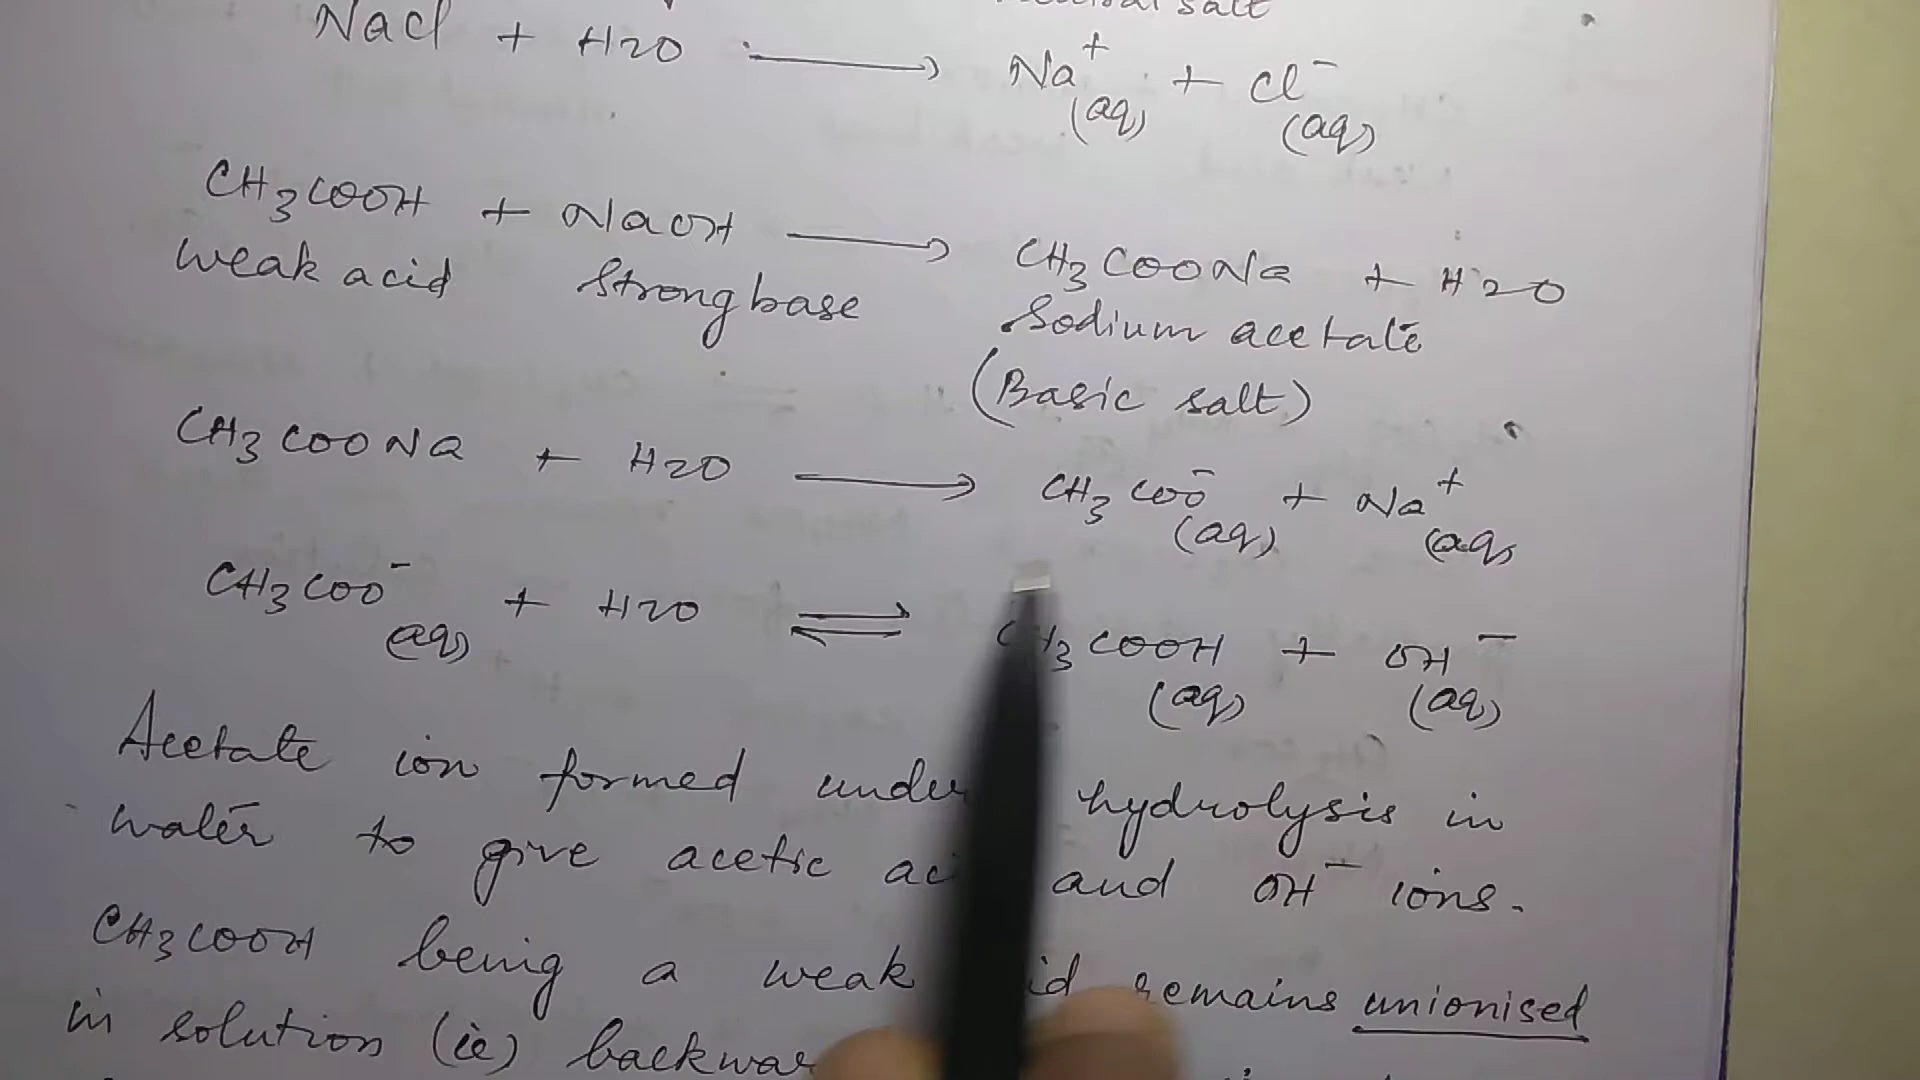 salt
NaCl + H2O ⟶ Na⁺(aq) + Cl⁻(aq)
CH3COOH + NaOH ⟶ CH3COONa + H2O
weak acid strong base sodium acetate
(Basic salt)
CH3COONa + H2O ⟶ CH3COO⁻(aq) + Na⁺(aq)
CH3COO⁻(aq) + H2O ⇌ CH3COOH(aq) + OH⁻(aq)
Acetate ion formed under hydrolysis in
water to give acetic and OH⁻ ions.
CH3COOH being a weak remains unionised
in solution (ie)